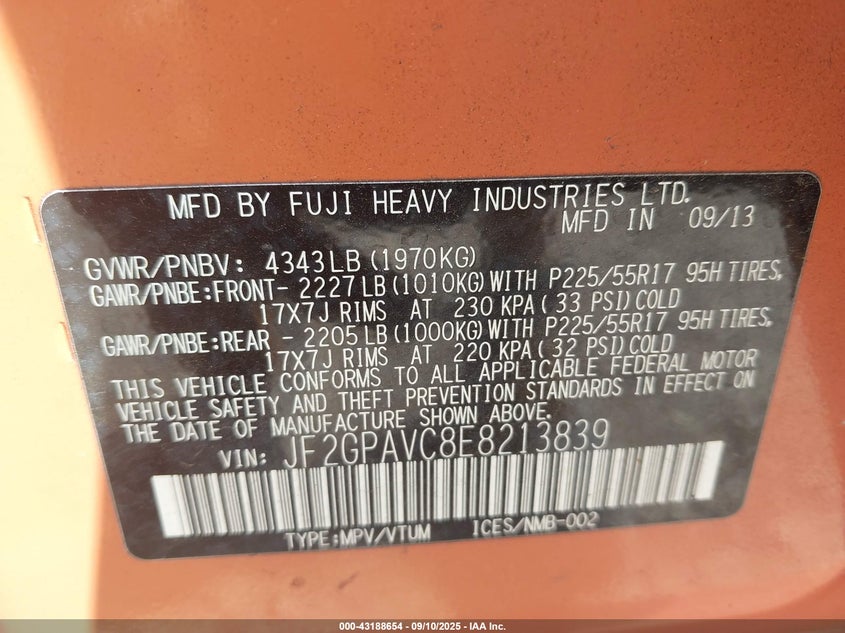 MFD BY FUJI HEAVY INDUSTRIES LTD.
MFD IN 09/13
GVWR/PNBV: 4343LB (1970KG)
GAWR/PNBE:FRONT- 2227LB(1010KG)WITH P225/55R17 95H TIRES,
17X7J RIMS AT 230 KPA( 33 PSI)COLD
GAWR/PNBE:REAR - 2205LB(1000KG)WITH P225/55R17 95H TIRES,
17X7J RIMS AT 220 KPA( 32 PSI)COLD
THIS VEHICLE CONFORMS TO ALL APPLICABLE FEDERAL MOTOR
VEHICLE SAFETY AND THEFT PREVENTION STANDARDS IN EFFECT ON
THE DATE OF MANUFACTURE SHOWN ABOVE.
VIN: JF2GPAVC8E8213839
TYPE:MPV/VTUM ICES/NMB-002
000-43188654 - 09/10/2025 - IAA Inc.